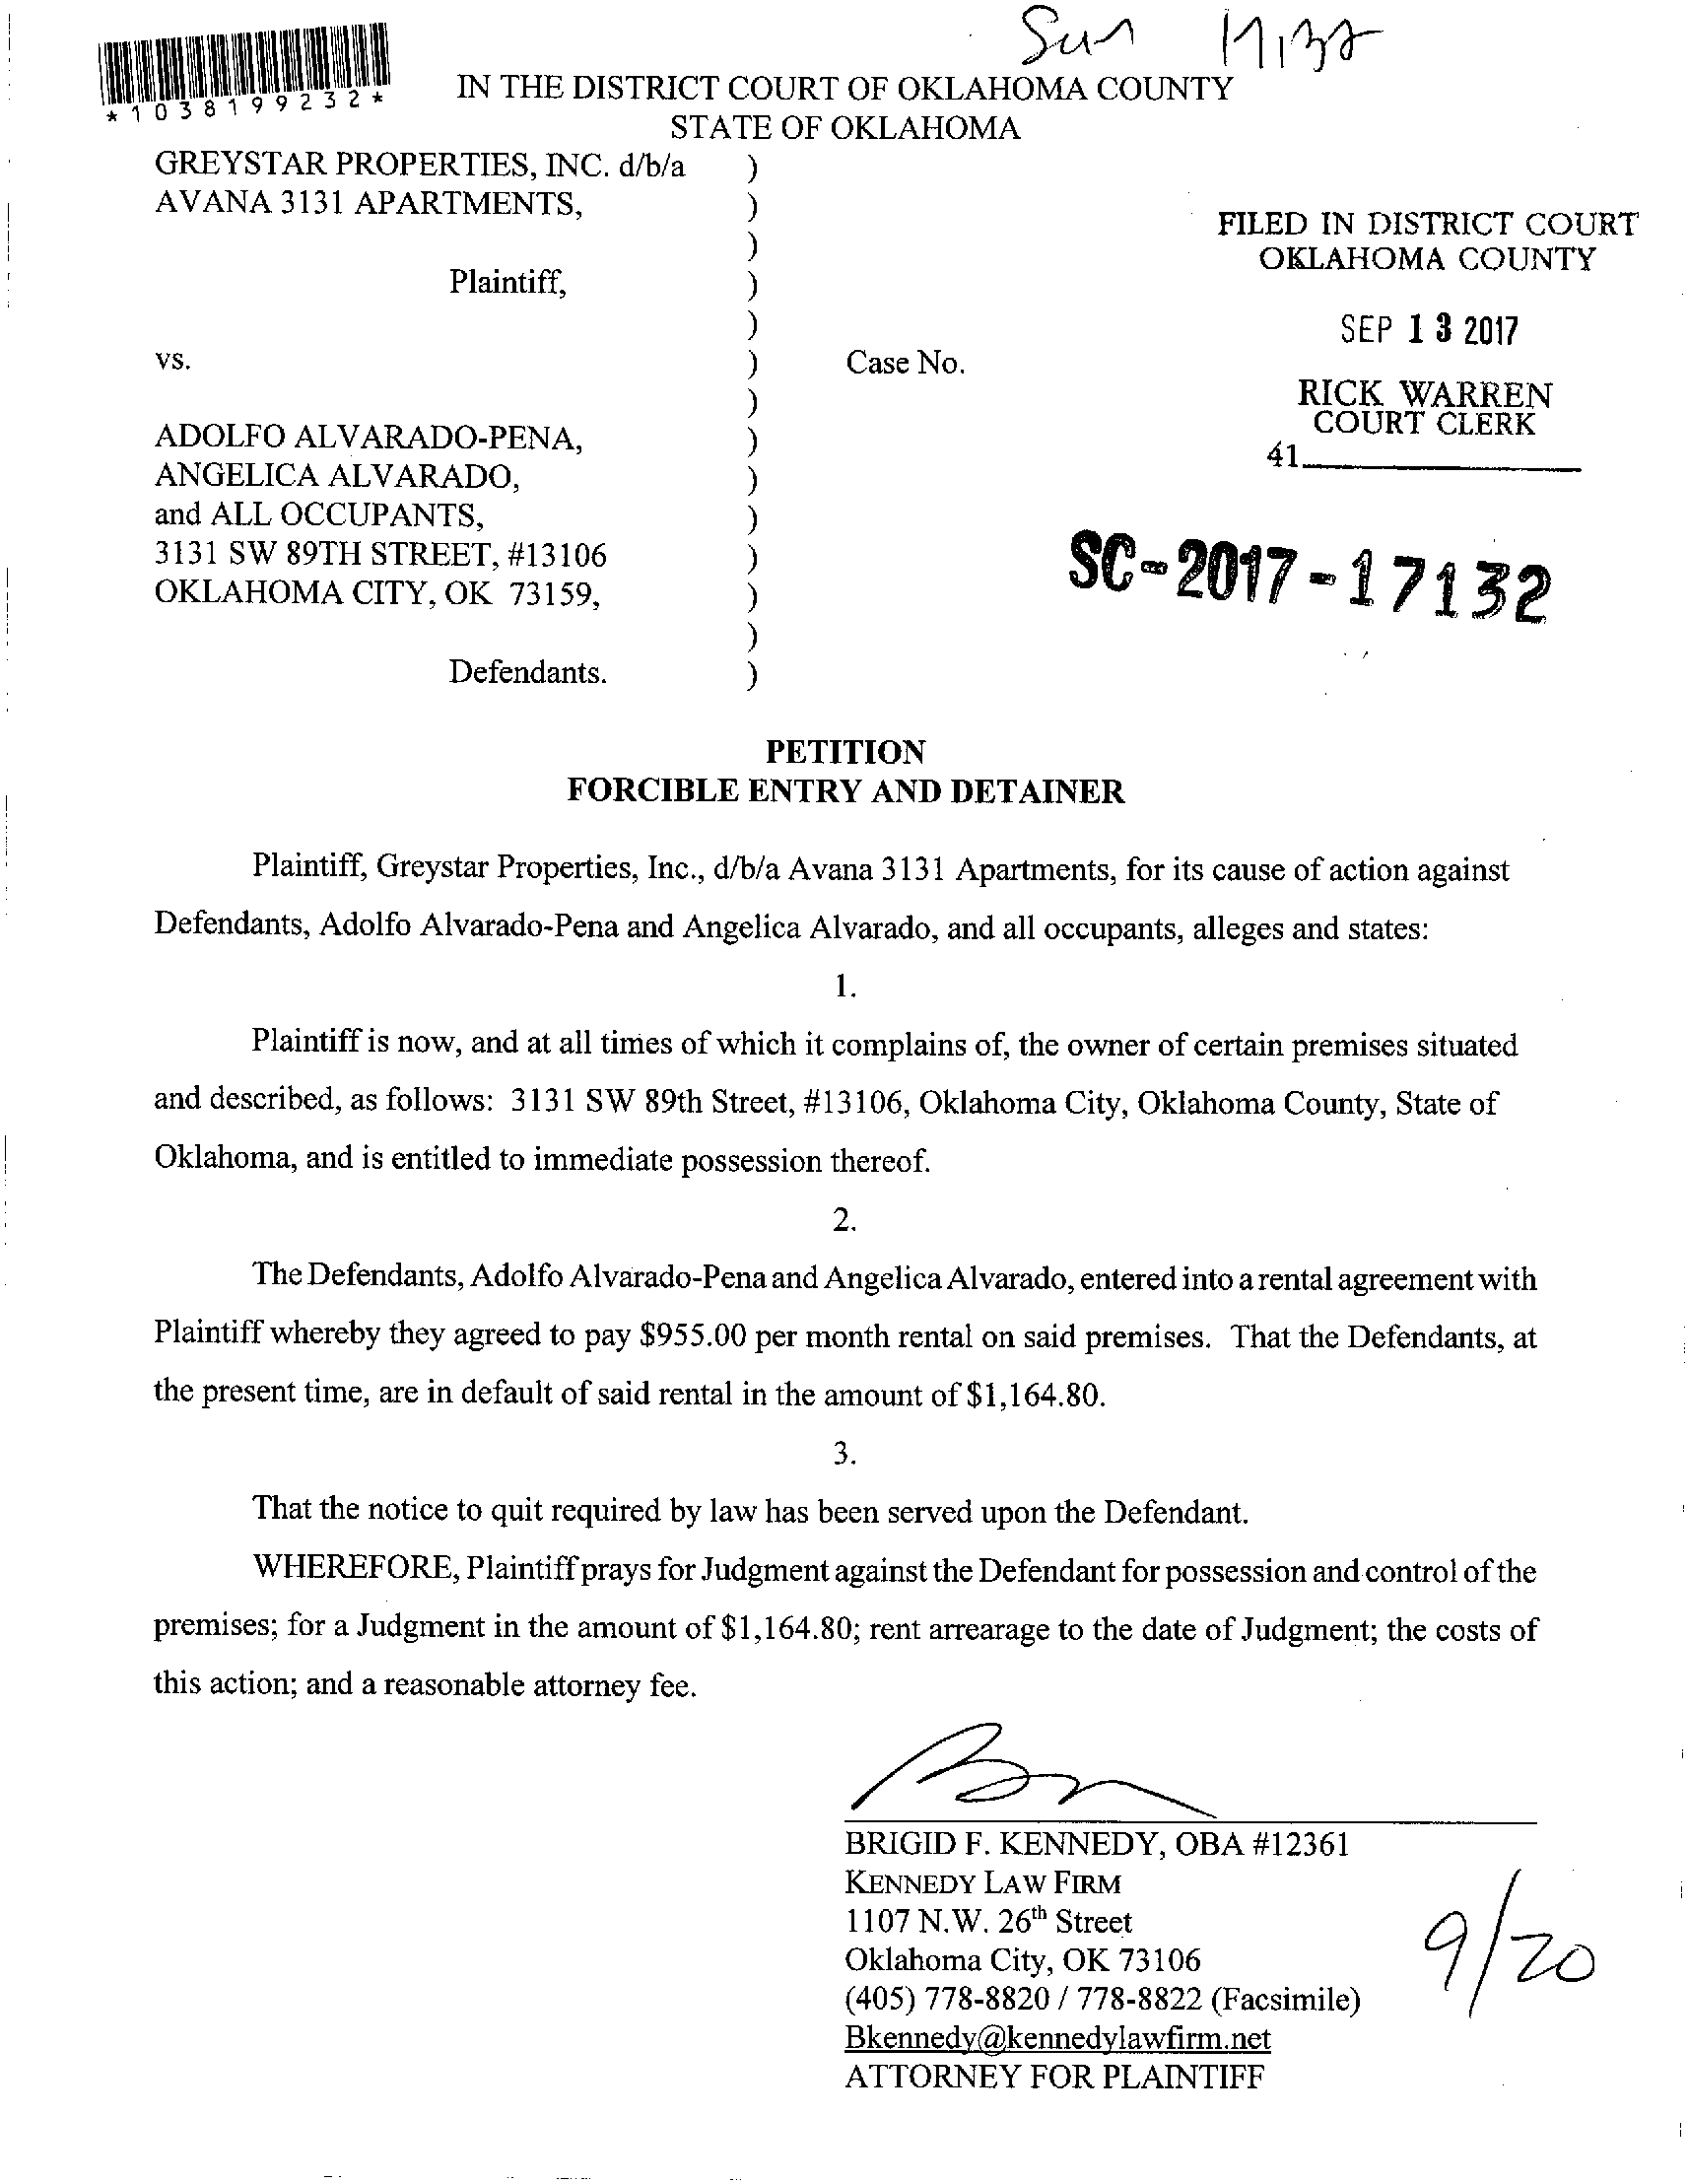 Sun 17132
*1038199232*
IN THE DISTRICT COURT OF OKLAHOMA COUNTY
STATE OF OKLAHOMA
GREYSTAR PROPERTIES, INC. d/b/a )
AVANA 3131 APARTMENTS, )
)
Plaintiff, )
)
vs. ) Case No.
)
ADOLFO ALVARADO-PENA, )
ANGELICA ALVARADO, )
and ALL OCCUPANTS, )
3131 SW 89TH STREET, #13106 )
OKLAHOMA CITY, OK 73159, )
)
Defendants. )
FILED IN DISTRICT COURT
OKLAHOMA COUNTY
SEP 13 2017
RICK WARREN
COURT CLERK
41
SC-2017-17132
PETITION
FORCIBLE ENTRY AND DETAINER
Plaintiff, Greystar Properties, Inc., d/b/a Avana 3131 Apartments, for its cause of action against
Defendants, Adolfo Alvarado-Pena and Angelica Alvarado, and all occupants, alleges and states:
1.
Plaintiff is now, and at all times of which it complains of, the owner of certain premises situated
and described, as follows: 3131 SW 89th Street, #13106, Oklahoma City, Oklahoma County, State of
Oklahoma, and is entitled to immediate possession thereof.
2.
The Defendants, Adolfo Alvarado-Pena and Angelica Alvarado, entered into a rental agreement with
Plaintiff whereby they agreed to pay $955.00 per month rental on said premises. That the Defendants, at
the present time, are in default of said rental in the amount of $1,164.80.
3.
That the notice to quit required by law has been served upon the Defendant.
WHEREFORE, Plaintiff prays for Judgment against the Defendant for possession and control of the
premises; for a Judgment in the amount of $1,164.80; rent arrearage to the date of Judgment; the costs of
this action; and a reasonable attorney fee.
BRIGID F. KENNEDY, OBA #12361
KENNEDY LAW FIRM
1107 N.W. 26th Street
Oklahoma City, OK 73106
(405) 778-8820 / 778-8822 (Facsimile)
Bkennedy@kennedylawfirm.net
ATTORNEY FOR PLAINTIFF
9/20